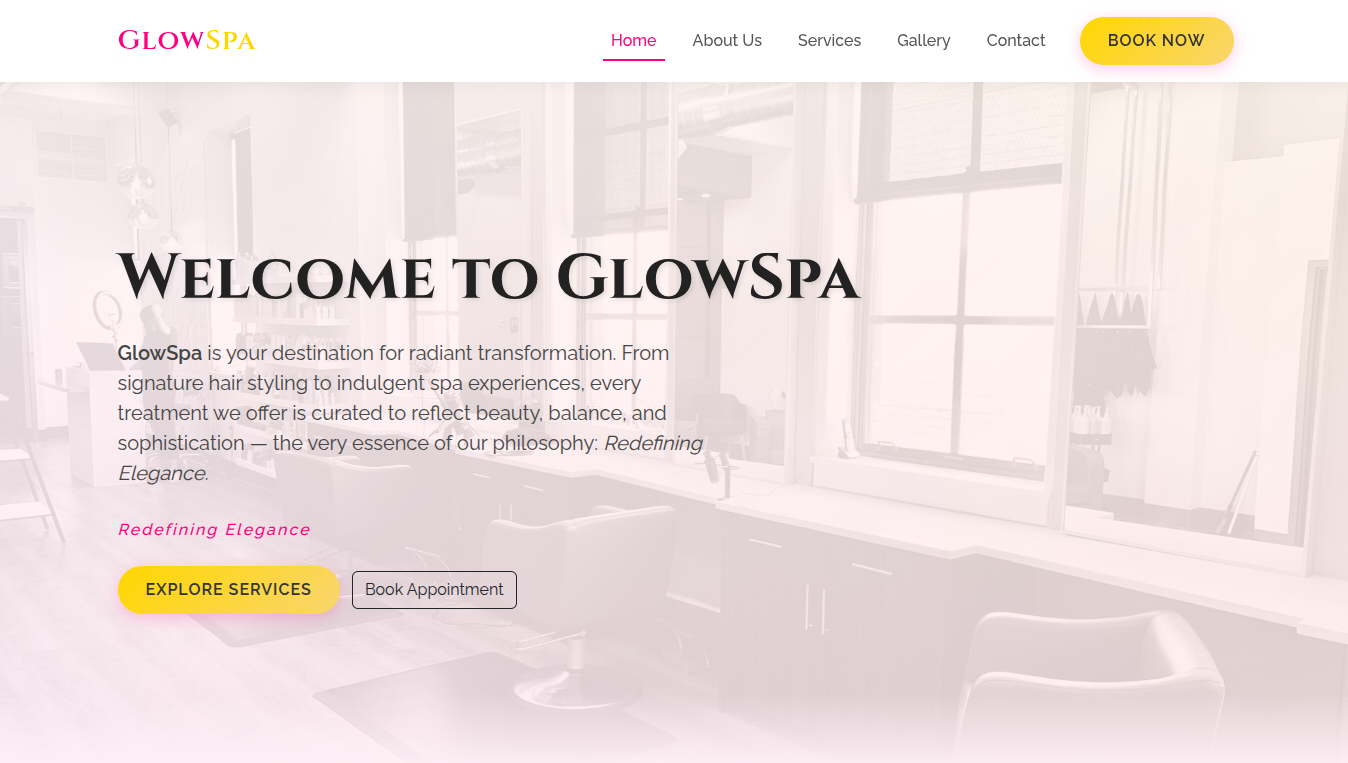 GlowSpa
Home
About Us
Services
Gallery
Contact
BOOK NOW
Welcome to GlowSpa
GlowSpa is your destination for radiant transformation. From
signature hair styling to indulgent spa experiences, every
treatment we offer is curated to reflect beauty, balance, and
sophistication — the very essence of our philosophy: Redefining
Elegance.
Redefining Elegance
EXPLORE SERVICES
Book Appointment